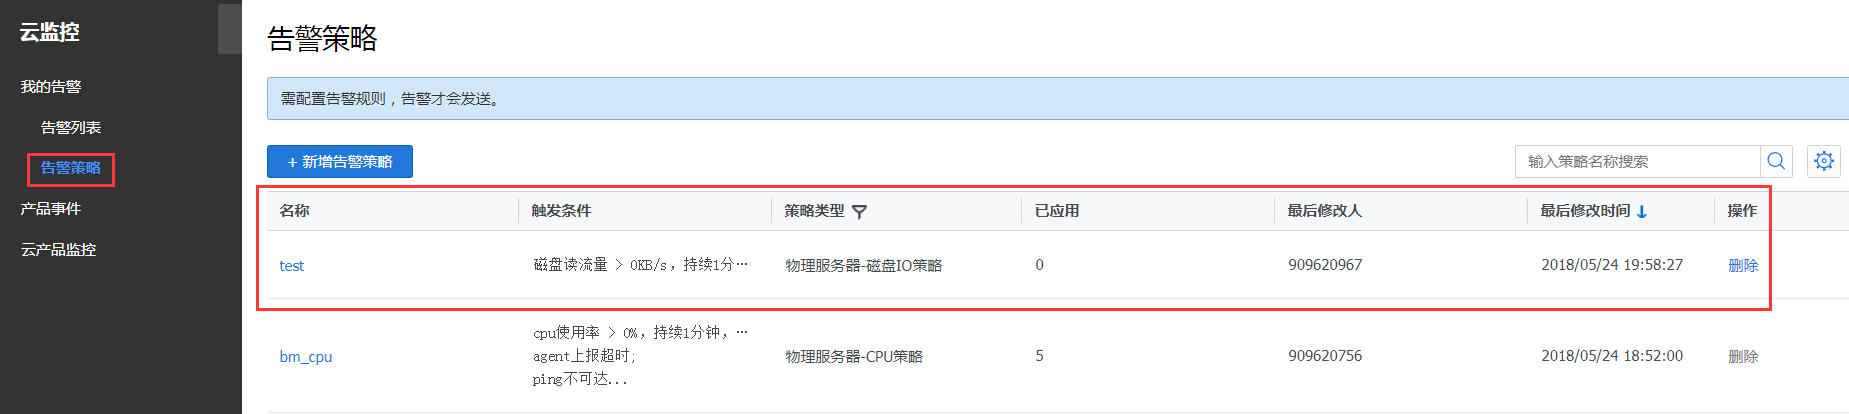 云监控
我的告警
告警列表
告警策略
产品事件
云产品监控
告警策略
需配置告警规则，告警才会发送。
+ 新增告警策略
输入策略名称搜索
名称 触发条件 策略类型 已应用 最后修改人 最后修改时间 操作
test 磁盘读流量 > 0KB/s，持续1分… 物理服务器-磁盘IO策略 0 909620967 2018/05/24 19:58:27 删除
cpu使用率 > 0%，持续1分钟，…
bm_cpu agent上报超时; 物理服务器-CPU策略 5 909620756 2018/05/24 18:52:00 删除
ping不可达...